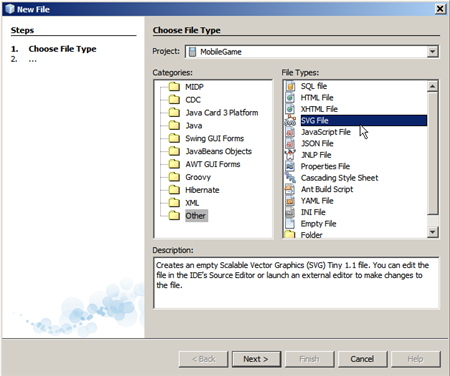 New File
Steps
1. Choose File Type
2. ...
Choose File Type
Project: MobileGame
Categories:
MIDP
CDC
Java Card 3 Platform
Java
Swing GUI Forms
JavaBeans Objects
AWT GUI Forms
Groovy
Hibernate
XML
Other
File Types:
SQL file
HTML File
XHTML File
SVG File
JavaScript File
JSON File
JNLP File
Properties File
Cascading Style Sheet
Ant Build Script
YAML File
INI File
Empty File
Folder
Description:
Creates an empty Scalable Vector Graphics (SVG) Tiny 1.1 file. You can edit the
file in the IDE's Source Editor or launch an external editor to make changes to
the file.
< Back Next > Finish Cancel Help